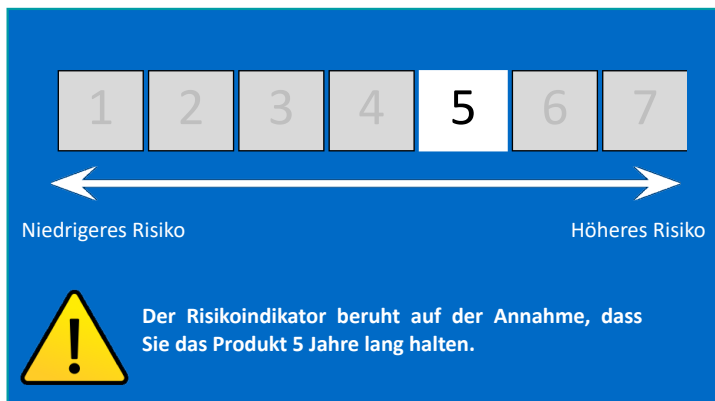 1 2 3 4 5 6 7
Niedrigeres Risiko Höheres Risiko
Der Risikoindikator beruht auf der Annahme, dass
Sie das Produkt 5 Jahre lang halten.